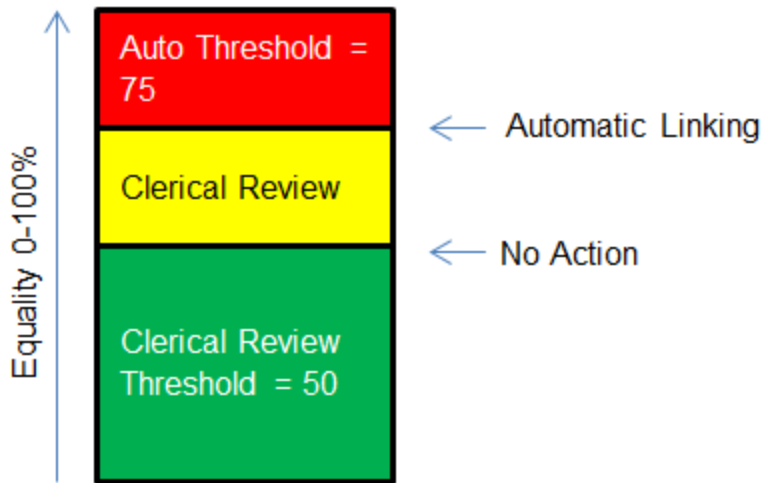 Auto Threshold =
75
Automatic Linking
Clerical Review
No Action
Clerical Review
Threshold = 50
Equality 0-100%